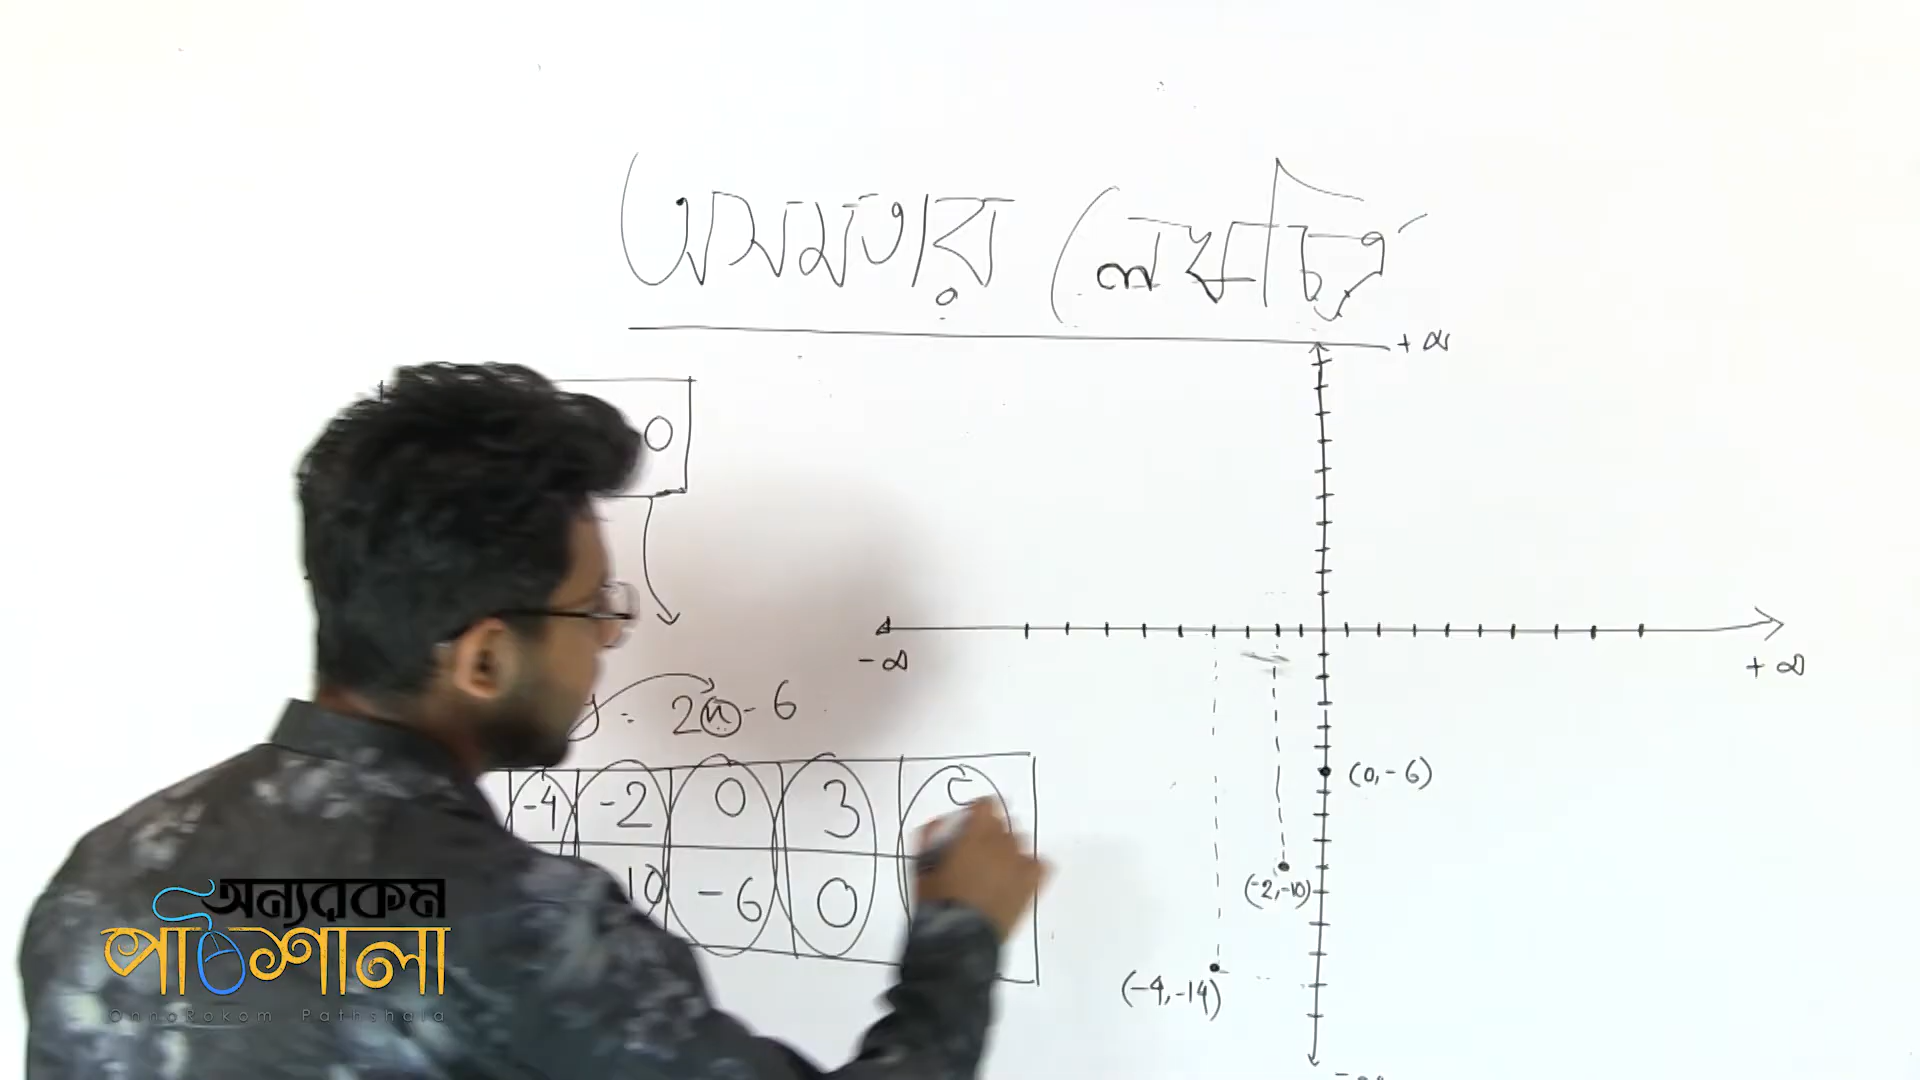 অসমতার লেখচিত্র
+ ∞
0
- ∞
+ ∞
y = 2x - 6
-4 -2 0 3
-10 -6 0
(0,-6)
(-2,-10)
(-4,-14)
অন্যরকম
পাঠশালা
OnnoRokom Pathshala